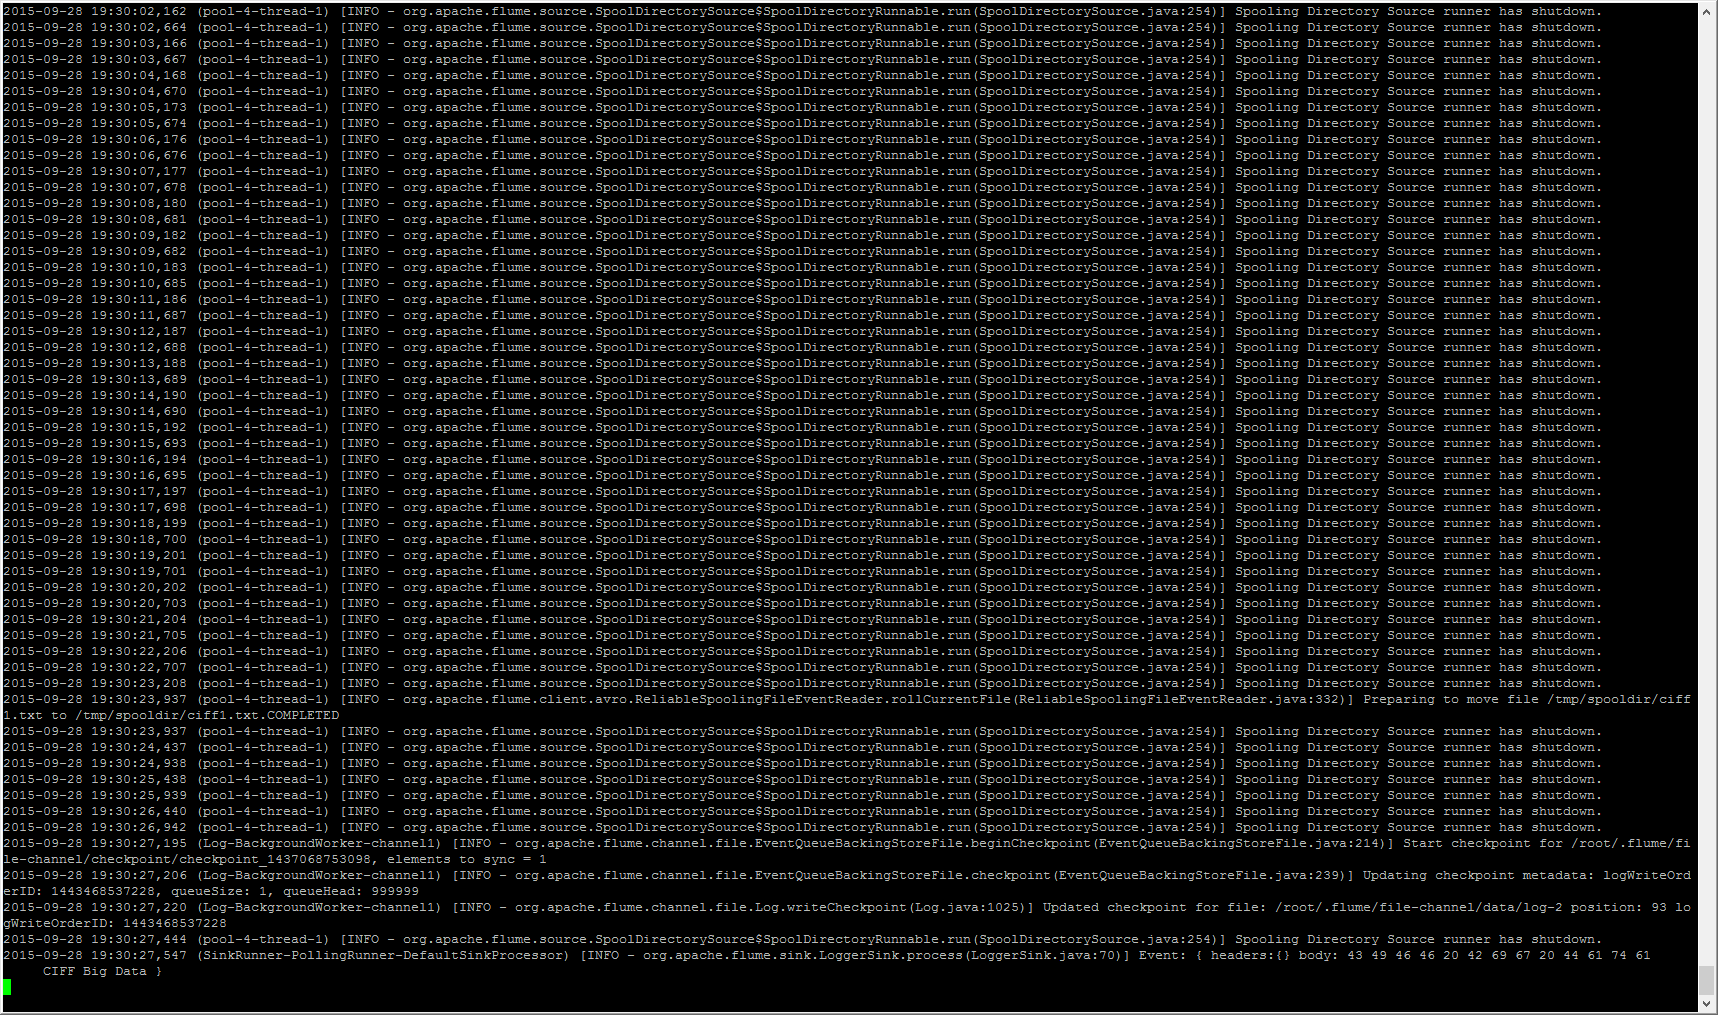 2015-09-28 19:30:02,162 (pool-4-thread-1) [INFO - org.apache.flume.source.SpoolDirectorySource$SpoolDirectoryRunnable.run(SpoolDirectorySource.java:254)] Spooling Directory Source runner has shutdown.
2015-09-28 19:30:02,664 (pool-4-thread-1) [INFO - org.apache.flume.source.SpoolDirectorySource$SpoolDirectoryRunnable.run(SpoolDirectorySource.java:254)] Spooling Directory Source runner has shutdown.
2015-09-28 19:30:03,166 (pool-4-thread-1) [INFO - org.apache.flume.source.SpoolDirectorySource$SpoolDirectoryRunnable.run(SpoolDirectorySource.java:254)] Spooling Directory Source runner has shutdown.
2015-09-28 19:30:03,667 (pool-4-thread-1) [INFO - org.apache.flume.source.SpoolDirectorySource$SpoolDirectoryRunnable.run(SpoolDirectorySource.java:254)] Spooling Directory Source runner has shutdown.
2015-09-28 19:30:04,168 (pool-4-thread-1) [INFO - org.apache.flume.source.SpoolDirectorySource$SpoolDirectoryRunnable.run(SpoolDirectorySource.java:254)] Spooling Directory Source runner has shutdown.
2015-09-28 19:30:04,670 (pool-4-thread-1) [INFO - org.apache.flume.source.SpoolDirectorySource$SpoolDirectoryRunnable.run(SpoolDirectorySource.java:254)] Spooling Directory Source runner has shutdown.
2015-09-28 19:30:05,173 (pool-4-thread-1) [INFO - org.apache.flume.source.SpoolDirectorySource$SpoolDirectoryRunnable.run(SpoolDirectorySource.java:254)] Spooling Directory Source runner has shutdown.
2015-09-28 19:30:05,674 (pool-4-thread-1) [INFO - org.apache.flume.source.SpoolDirectorySource$SpoolDirectoryRunnable.run(SpoolDirectorySource.java:254)] Spooling Directory Source runner has shutdown.
2015-09-28 19:30:06,176 (pool-4-thread-1) [INFO - org.apache.flume.source.SpoolDirectorySource$SpoolDirectoryRunnable.run(SpoolDirectorySource.java:254)] Spooling Directory Source runner has shutdown.
2015-09-28 19:30:06,676 (pool-4-thread-1) [INFO - org.apache.flume.source.SpoolDirectorySource$SpoolDirectoryRunnable.run(SpoolDirectorySource.java:254)] Spooling Directory Source runner has shutdown.
2015-09-28 19:30:07,177 (pool-4-thread-1) [INFO - org.apache.flume.source.SpoolDirectorySource$SpoolDirectoryRunnable.run(SpoolDirectorySource.java:254)] Spooling Directory Source runner has shutdown.
2015-09-28 19:30:07,678 (pool-4-thread-1) [INFO - org.apache.flume.source.SpoolDirectorySource$SpoolDirectoryRunnable.run(SpoolDirectorySource.java:254)] Spooling Directory Source runner has shutdown.
2015-09-28 19:30:08,180 (pool-4-thread-1) [INFO - org.apache.flume.source.SpoolDirectorySource$SpoolDirectoryRunnable.run(SpoolDirectorySource.java:254)] Spooling Directory Source runner has shutdown.
2015-09-28 19:30:08,681 (pool-4-thread-1) [INFO - org.apache.flume.source.SpoolDirectorySource$SpoolDirectoryRunnable.run(SpoolDirectorySource.java:254)] Spooling Directory Source runner has shutdown.
2015-09-28 19:30:09,182 (pool-4-thread-1) [INFO - org.apache.flume.source.SpoolDirectorySource$SpoolDirectoryRunnable.run(SpoolDirectorySource.java:254)] Spooling Directory Source runner has shutdown.
2015-09-28 19:30:09,682 (pool-4-thread-1) [INFO - org.apache.flume.source.SpoolDirectorySource$SpoolDirectoryRunnable.run(SpoolDirectorySource.java:254)] Spooling Directory Source runner has shutdown.
2015-09-28 19:30:10,183 (pool-4-thread-1) [INFO - org.apache.flume.source.SpoolDirectorySource$SpoolDirectoryRunnable.run(SpoolDirectorySource.java:254)] Spooling Directory Source runner has shutdown.
2015-09-28 19:30:10,685 (pool-4-thread-1) [INFO - org.apache.flume.source.SpoolDirectorySource$SpoolDirectoryRunnable.run(SpoolDirectorySource.java:254)] Spooling Directory Source runner has shutdown.
2015-09-28 19:30:11,186 (pool-4-thread-1) [INFO - org.apache.flume.source.SpoolDirectorySource$SpoolDirectoryRunnable.run(SpoolDirectorySource.java:254)] Spooling Directory Source runner has shutdown.
2015-09-28 19:30:11,687 (pool-4-thread-1) [INFO - org.apache.flume.source.SpoolDirectorySource$SpoolDirectoryRunnable.run(SpoolDirectorySource.java:254)] Spooling Directory Source runner has shutdown.
2015-09-28 19:30:12,187 (pool-4-thread-1) [INFO - org.apache.flume.source.SpoolDirectorySource$SpoolDirectoryRunnable.run(SpoolDirectorySource.java:254)] Spooling Directory Source runner has shutdown.
2015-09-28 19:30:12,688 (pool-4-thread-1) [INFO - org.apache.flume.source.SpoolDirectorySource$SpoolDirectoryRunnable.run(SpoolDirectorySource.java:254)] Spooling Directory Source runner has shutdown.
2015-09-28 19:30:13,188 (pool-4-thread-1) [INFO - org.apache.flume.source.SpoolDirectorySource$SpoolDirectoryRunnable.run(SpoolDirectorySource.java:254)] Spooling Directory Source runner has shutdown.
2015-09-28 19:30:13,689 (pool-4-thread-1) [INFO - org.apache.flume.source.SpoolDirectorySource$SpoolDirectoryRunnable.run(SpoolDirectorySource.java:254)] Spooling Directory Source runner has shutdown.
2015-09-28 19:30:14,190 (pool-4-thread-1) [INFO - org.apache.flume.source.SpoolDirectorySource$SpoolDirectoryRunnable.run(SpoolDirectorySource.java:254)] Spooling Directory Source runner has shutdown.
2015-09-28 19:30:14,690 (pool-4-thread-1) [INFO - org.apache.flume.source.SpoolDirectorySource$SpoolDirectoryRunnable.run(SpoolDirectorySource.java:254)] Spooling Directory Source runner has shutdown.
2015-09-28 19:30:15,192 (pool-4-thread-1) [INFO - org.apache.flume.source.SpoolDirectorySource$SpoolDirectoryRunnable.run(SpoolDirectorySource.java:254)] Spooling Directory Source runner has shutdown.
2015-09-28 19:30:15,693 (pool-4-thread-1) [INFO - org.apache.flume.source.SpoolDirectorySource$SpoolDirectoryRunnable.run(SpoolDirectorySource.java:254)] Spooling Directory Source runner has shutdown.
2015-09-28 19:30:16,194 (pool-4-thread-1) [INFO - org.apache.flume.source.SpoolDirectorySource$SpoolDirectoryRunnable.run(SpoolDirectorySource.java:254)] Spooling Directory Source runner has shutdown.
2015-09-28 19:30:16,695 (pool-4-thread-1) [INFO - org.apache.flume.source.SpoolDirectorySource$SpoolDirectoryRunnable.run(SpoolDirectorySource.java:254)] Spooling Directory Source runner has shutdown.
2015-09-28 19:30:17,197 (pool-4-thread-1) [INFO - org.apache.flume.source.SpoolDirectorySource$SpoolDirectoryRunnable.run(SpoolDirectorySource.java:254)] Spooling Directory Source runner has shutdown.
2015-09-28 19:30:17,698 (pool-4-thread-1) [INFO - org.apache.flume.source.SpoolDirectorySource$SpoolDirectoryRunnable.run(SpoolDirectorySource.java:254)] Spooling Directory Source runner has shutdown.
2015-09-28 19:30:18,199 (pool-4-thread-1) [INFO - org.apache.flume.source.SpoolDirectorySource$SpoolDirectoryRunnable.run(SpoolDirectorySource.java:254)] Spooling Directory Source runner has shutdown.
2015-09-28 19:30:18,700 (pool-4-thread-1) [INFO - org.apache.flume.source.SpoolDirectorySource$SpoolDirectoryRunnable.run(SpoolDirectorySource.java:254)] Spooling Directory Source runner has shutdown.
2015-09-28 19:30:19,201 (pool-4-thread-1) [INFO - org.apache.flume.source.SpoolDirectorySource$SpoolDirectoryRunnable.run(SpoolDirectorySource.java:254)] Spooling Directory Source runner has shutdown.
2015-09-28 19:30:19,701 (pool-4-thread-1) [INFO - org.apache.flume.source.SpoolDirectorySource$SpoolDirectoryRunnable.run(SpoolDirectorySource.java:254)] Spooling Directory Source runner has shutdown.
2015-09-28 19:30:20,202 (pool-4-thread-1) [INFO - org.apache.flume.source.SpoolDirectorySource$SpoolDirectoryRunnable.run(SpoolDirectorySource.java:254)] Spooling Directory Source runner has shutdown.
2015-09-28 19:30:20,703 (pool-4-thread-1) [INFO - org.apache.flume.source.SpoolDirectorySource$SpoolDirectoryRunnable.run(SpoolDirectorySource.java:254)] Spooling Directory Source runner has shutdown.
2015-09-28 19:30:21,204 (pool-4-thread-1) [INFO - org.apache.flume.source.SpoolDirectorySource$SpoolDirectoryRunnable.run(SpoolDirectorySource.java:254)] Spooling Directory Source runner has shutdown.
2015-09-28 19:30:21,705 (pool-4-thread-1) [INFO - org.apache.flume.source.SpoolDirectorySource$SpoolDirectoryRunnable.run(SpoolDirectorySource.java:254)] Spooling Directory Source runner has shutdown.
2015-09-28 19:30:22,206 (pool-4-thread-1) [INFO - org.apache.flume.source.SpoolDirectorySource$SpoolDirectoryRunnable.run(SpoolDirectorySource.java:254)] Spooling Directory Source runner has shutdown.
2015-09-28 19:30:22,707 (pool-4-thread-1) [INFO - org.apache.flume.source.SpoolDirectorySource$SpoolDirectoryRunnable.run(SpoolDirectorySource.java:254)] Spooling Directory Source runner has shutdown.
2015-09-28 19:30:23,208 (pool-4-thread-1) [INFO - org.apache.flume.source.SpoolDirectorySource$SpoolDirectoryRunnable.run(SpoolDirectorySource.java:254)] Spooling Directory Source runner has shutdown.
2015-09-28 19:30:23,937 (pool-4-thread-1) [INFO - org.apache.flume.client.avro.ReliableSpoolingFileEventReader.rollCurrentFile(ReliableSpoolingFileEventReader.java:332)] Preparing to move file /tmp/spooldir/ciff
1.txt to /tmp/spooldir/ciff1.txt.COMPLETED
2015-09-28 19:30:23,937 (pool-4-thread-1) [INFO - org.apache.flume.source.SpoolDirectorySource$SpoolDirectoryRunnable.run(SpoolDirectorySource.java:254)] Spooling Directory Source runner has shutdown.
2015-09-28 19:30:24,437 (pool-4-thread-1) [INFO - org.apache.flume.source.SpoolDirectorySource$SpoolDirectoryRunnable.run(SpoolDirectorySource.java:254)] Spooling Directory Source runner has shutdown.
2015-09-28 19:30:24,938 (pool-4-thread-1) [INFO - org.apache.flume.source.SpoolDirectorySource$SpoolDirectoryRunnable.run(SpoolDirectorySource.java:254)] Spooling Directory Source runner has shutdown.
2015-09-28 19:30:25,438 (pool-4-thread-1) [INFO - org.apache.flume.source.SpoolDirectorySource$SpoolDirectoryRunnable.run(SpoolDirectorySource.java:254)] Spooling Directory Source runner has shutdown.
2015-09-28 19:30:25,939 (pool-4-thread-1) [INFO - org.apache.flume.source.SpoolDirectorySource$SpoolDirectoryRunnable.run(SpoolDirectorySource.java:254)] Spooling Directory Source runner has shutdown.
2015-09-28 19:30:26,440 (pool-4-thread-1) [INFO - org.apache.flume.source.SpoolDirectorySource$SpoolDirectoryRunnable.run(SpoolDirectorySource.java:254)] Spooling Directory Source runner has shutdown.
2015-09-28 19:30:26,942 (pool-4-thread-1) [INFO - org.apache.flume.source.SpoolDirectorySource$SpoolDirectoryRunnable.run(SpoolDirectorySource.java:254)] Spooling Directory Source runner has shutdown.
2015-09-28 19:30:27,195 (Log-BackgroundWorker-channel1) [INFO - org.apache.flume.channel.file.EventQueueBackingStoreFile.beginCheckpoint(EventQueueBackingStoreFile.java:214)] Start checkpoint for /root/.flume/fi
le-channel/checkpoint/checkpoint_1437068753098, elements to sync = 1
2015-09-28 19:30:27,206 (Log-BackgroundWorker-channel1) [INFO - org.apache.flume.channel.file.EventQueueBackingStoreFile.checkpoint(EventQueueBackingStoreFile.java:239)] Updating checkpoint metadata: logWriteOrd
erID: 1443468537228, queueSize: 1, queueHead: 999999
2015-09-28 19:30:27,220 (Log-BackgroundWorker-channel1) [INFO - org.apache.flume.channel.file.Log.writeCheckpoint(Log.java:1025)] Updated checkpoint for file: /root/.flume/file-channel/data/log-2 position: 93 lo
gWriteOrderID: 1443468537228
2015-09-28 19:30:27,444 (pool-4-thread-1) [INFO - org.apache.flume.source.SpoolDirectorySource$SpoolDirectoryRunnable.run(SpoolDirectorySource.java:254)] Spooling Directory Source runner has shutdown.
2015-09-28 19:30:27,547 (SinkRunner-PollingRunner-DefaultSinkProcessor) [INFO - org.apache.flume.sink.LoggerSink.process(LoggerSink.java:70)] Event: { headers:{} body: 43 49 46 46 20 42 69 67 20 44 61 74 61
CIFF Big Data }